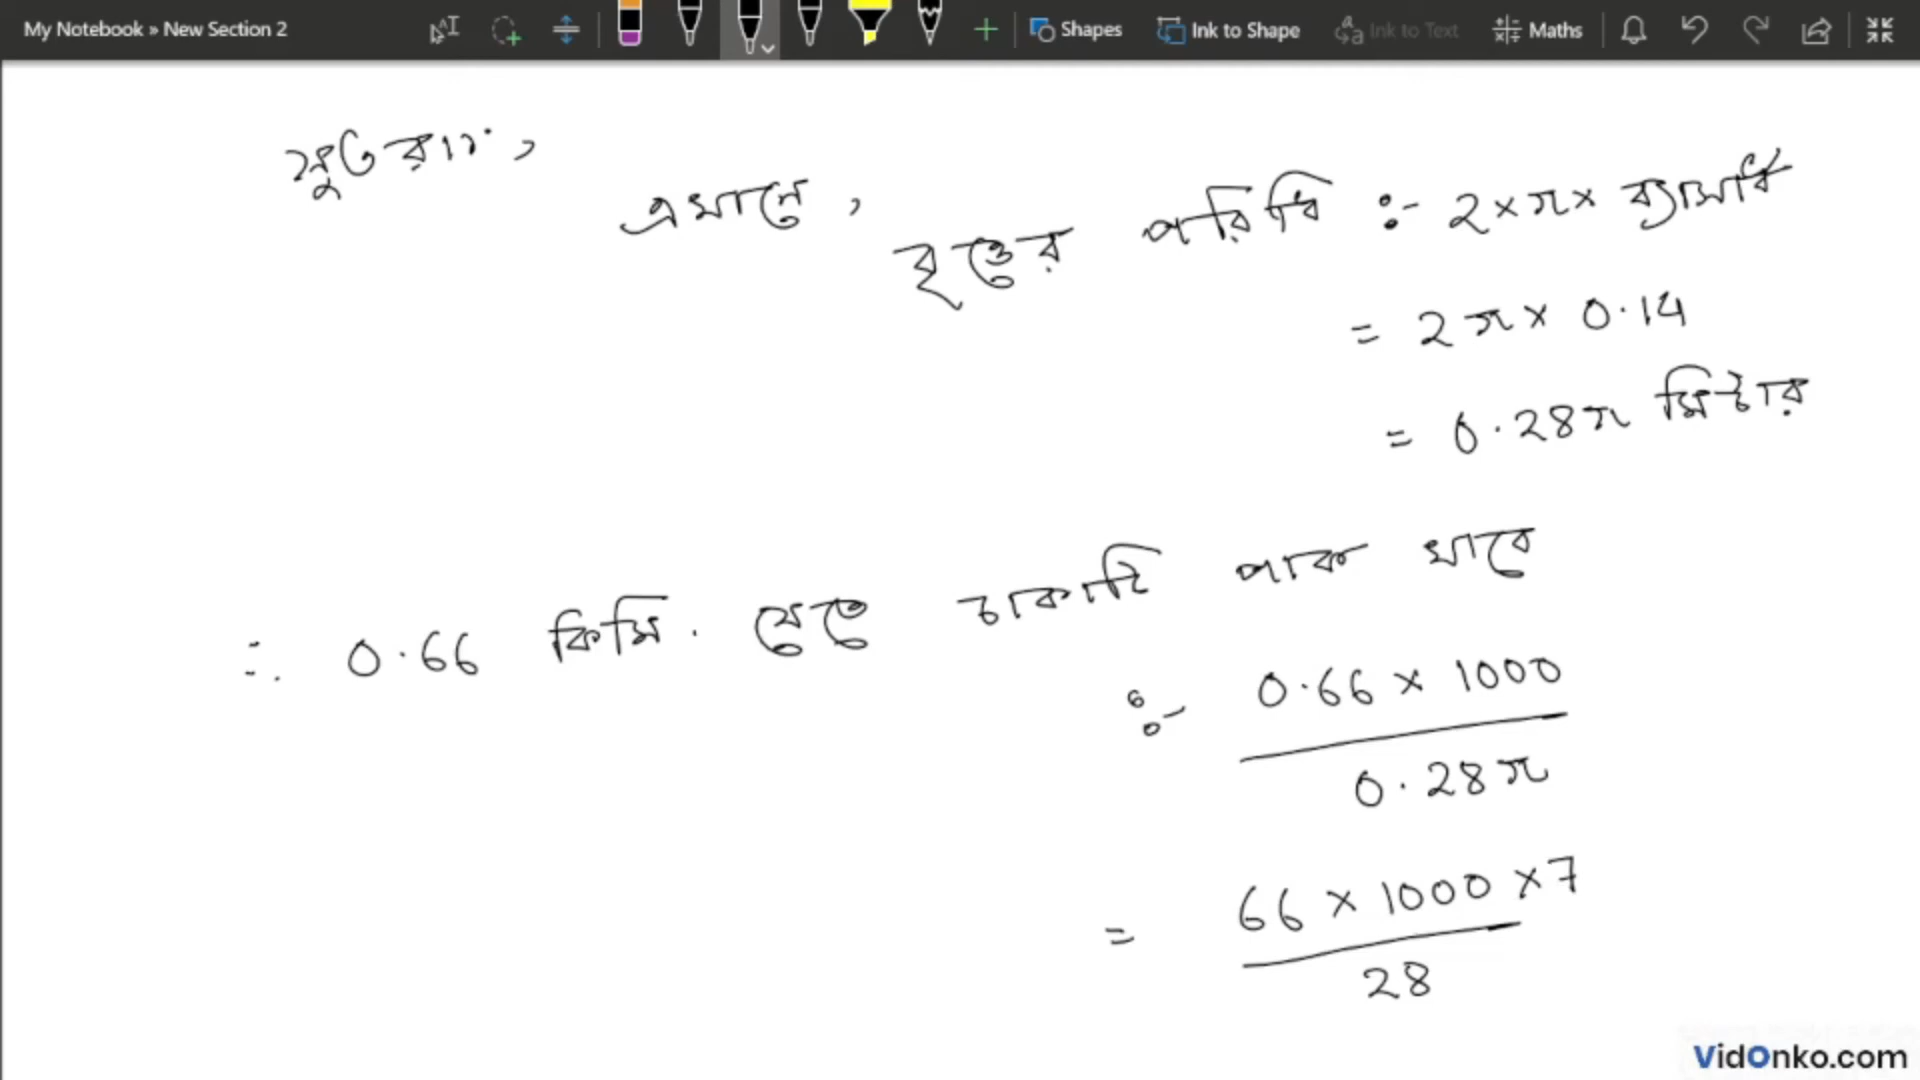 My Notebook » New Section 2
Shapes
Ink to Shape
Ink to Text
Maths
সুতরাং,
এখানে, বৃত্তের পরিধি :- 2×π× ব্যাসার্ধ
= 2π× 0.14
= 0.28π মিটার
∴ 0.66 কিমি. যেতে চাকাটি পাক খাবে
:- 0.66 × 1000
0.28π
= 66 × 1000 ×7
28
VidOnko.com